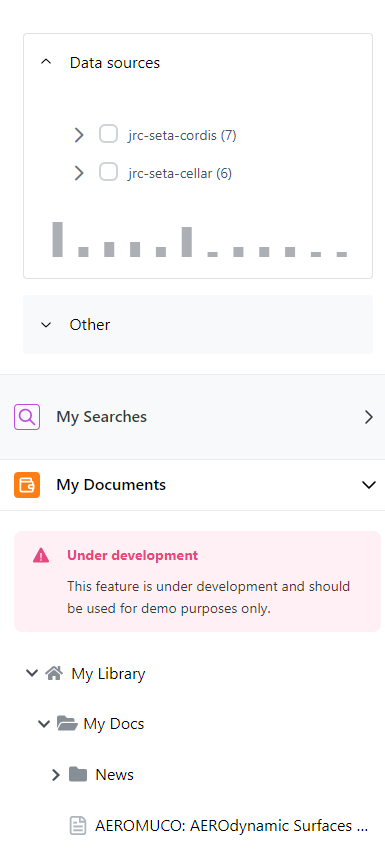 Data sources
jrc-seta-cordis (7)
jrc-seta-cellar (6)
Other
My Searches
My Documents
Under development
This feature is under development and should
be used for demo purposes only.
My Library
My Docs
News
AEROMUCO: AEROdynamic Surfaces ...